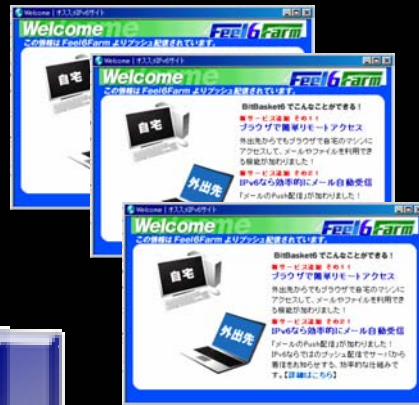 Welcome | オススメIPv6サイト
Welcome me
Feel6 Farm
この情報は Feel6Farm よりプッシュ配信されています。
自宅
Welcome | オススメIPv6サイト
Welcome me
Feel6 Farm
この情報は Feel6Farm よりプッシュ配信されています。
自宅
外出先
BitBasket6 でこんなことができる！
新サービス追加 その１！
ブラウザで簡単リモートアクセス
外出先からでもブラウザで自宅のマシンに
アクセスして、メールやファイルを利用でき
る機能が加わりました！
新サービス追加 その２！
IPv6なら効率的にメール自動受信
「メールのPush配信」が加わりました！
Welcome | オススメIPv6サイト
Welcome me
Feel6 Farm
この情報は Feel6Farm よりプッシュ配信されています。
自宅
外出先
BitBasket6 でこんなことができる！
新サービス追加 その１！
ブラウザで簡単リモートアクセス
外出先からでもブラウザで自宅のマシンに
アクセスして、メールやファイルを利用でき
る機能が加わりました！
新サービス追加 その２！
IPv6なら効率的にメール自動受信
「メールのPush配信」が加わりました！
IPv6ならではのプッシュ配信でサーバから
着信をお知らせする、効率的な仕組みで
す。【詳細はこちら】